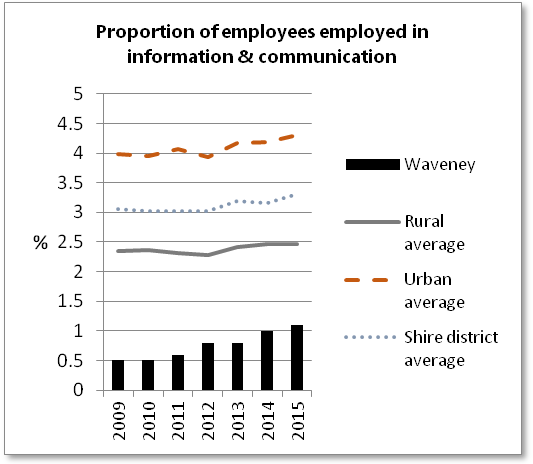 Proportion of employees employed in
information & communication
5
4.5
4
3.5
3
% 2.5
2
1.5
1
0.5
0
2009 2010 2011 2012 2013 2014 2015
Waveney
Rural
average
Urban
average
Shire district
average